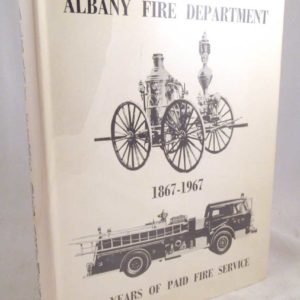 ALBANY FIRE DEPARTMENT
1867-1967
YEARS OF PAID FIRE SERVICE